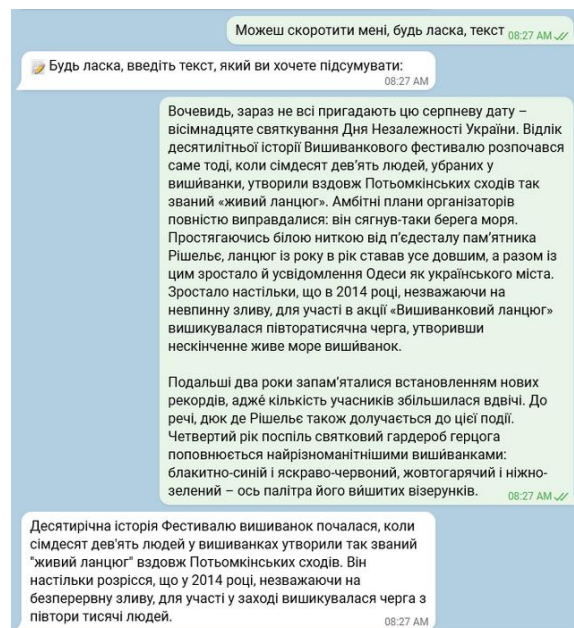 Можеш скоротити мені, будь ласка, текст 08:27 AM
📝 Будь ласка, введіть текст, який ви хочете підсумувати:
08:27 AM
Вочевидь, зараз не всі пригадають цю серпневу дату –
вісімнадцяте святкування Дня Незалежності України. Відлік
десятилітньої історії Вишиванкового фестивалю розпочався
саме тоді, коли сімдесят дев’ять людей, убраних у
виши́ванки, утворили вздовж Потьомкінських сходів так
званий «живий ланцюг». Амбітні плани організаторів
повністю виправдалися: він сягнув-таки берега моря.
Простягаючись білою ниткою від п’єдесталу пам’ятника
Рішельє, ланцюг із року в рік ставав усе довшим, а разом із
цим зростало й усвідомлення Одеси як українського міста.
Зростало настільки, що в 2014 році, незважаючи на
невпинну зливу, для участі в акції «Вишиванковий ланцюг»
вишикувалася півторатисячна черга, утворивши
нескінченне живе море виши́ванок.
Подальші два роки запам’яталися встановленням нових
рекордів, адже́ кількість учасників збільшилася вдвічі. До
речі, дюк де Рішельє також долучається до цієї події.
Четвертий рік поспіль святковий гардероб герцога
поповнюється найрізноманітнішими виши́ванками:
блакитно-синій і яскраво-червоний, жовтогарячий і ніжно-
зелений – ось палітра його ви́шитих візерунків. 08:27 AM
Десятирічна історія Фестивалю вишиванок почалася, коли
сімдесят дев'ять людей у вишиванках утворили так званий
"живий ланцюг" вздовж Потьомкінських сходів. Він
настільки розрісся, що у 2014 році, незважаючи на
безперервну зливу, для участі у заході вишикувалася черга з
півтори тисячі людей. 08:27 AM